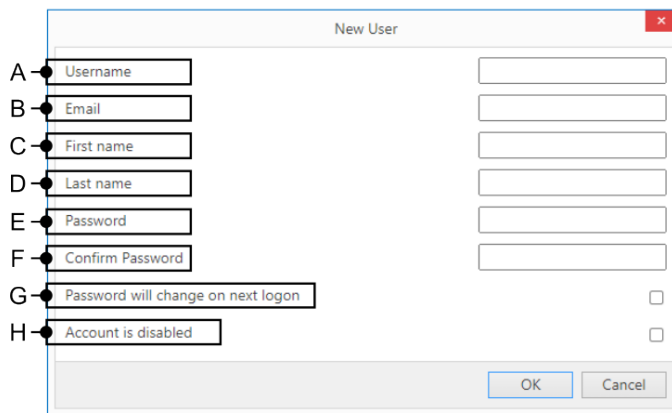 New User
A Username
B Email
C First name
D Last name
E Password
F Confirm Password
G Password will change on next logon
H Account is disabled
OK Cancel